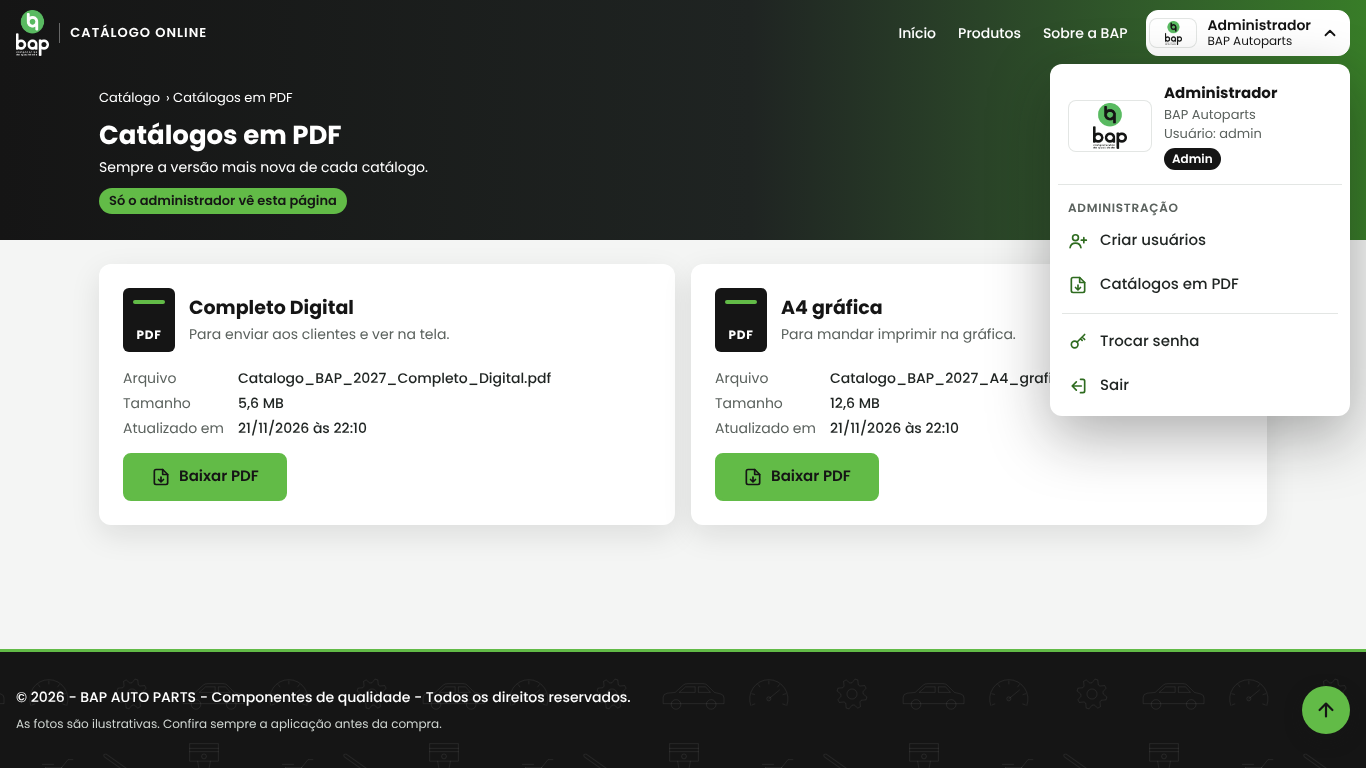 bap
CATÁLOGO ONLINE
Início
Produtos
Sobre a BAP
bap
Administrador
BAP Autoparts
Catálogo › Catálogos em PDF
Catálogos em PDF
Sempre a versão mais nova de cada catálogo.
Só o administrador vê esta página
bap
Administrador
BAP Autoparts
Usuário: admin
Admin
ADMINISTRAÇÃO
Criar usuários
Catálogos em PDF
Trocar senha
Sair
PDF
Completo Digital
Para enviar aos clientes e ver na tela.
Arquivo Catalogo_BAP_2027_Completo_Digital.pdf
Tamanho 5,6 MB
Atualizado em 21/11/2026 às 22:10
Baixar PDF
PDF
A4 gráfica
Para mandar imprimir na gráfica.
Arquivo Catalogo_BAP_2027_A4_grafi
Tamanho 12,6 MB
Atualizado em 21/11/2026 às 22:10
Baixar PDF
© 2026 - BAP AUTO PARTS - Componentes de qualidade - Todos os direitos reservados.
As fotos são ilustrativas. Confira sempre a aplicação antes da compra.